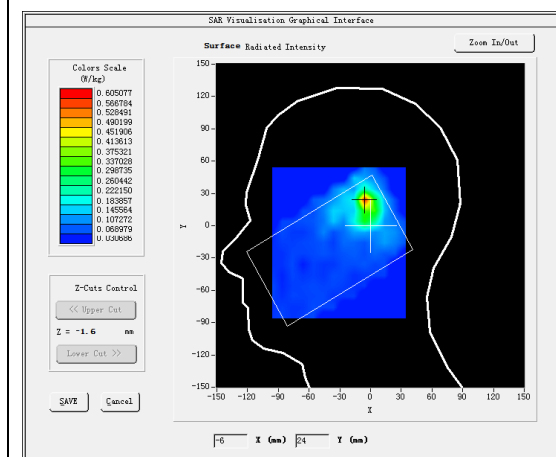 SAR Visualisation Graphical Interface
Surface Radiated Intensity
Zoom In/Out
Colors Scale
(W/kg)
0.605077
0.566784
0.528491
0.490199
0.451906
0.413613
0.375321
0.337028
0.298735
0.260442
0.222150
0.183857
0.145564
0.107272
0.068979
0.030686
Z-Cuts Control
<< Upper Cut
Z = -1.6 mm
Lower Cut >>
SAVE Cancel
150
120
90
60
30
0
-30
-60
-90
-120
-150
Y
-150 -120 -90 -60 -30 0 30 60 90 120 150
X
-6 X (mm) 24 Y (mm)